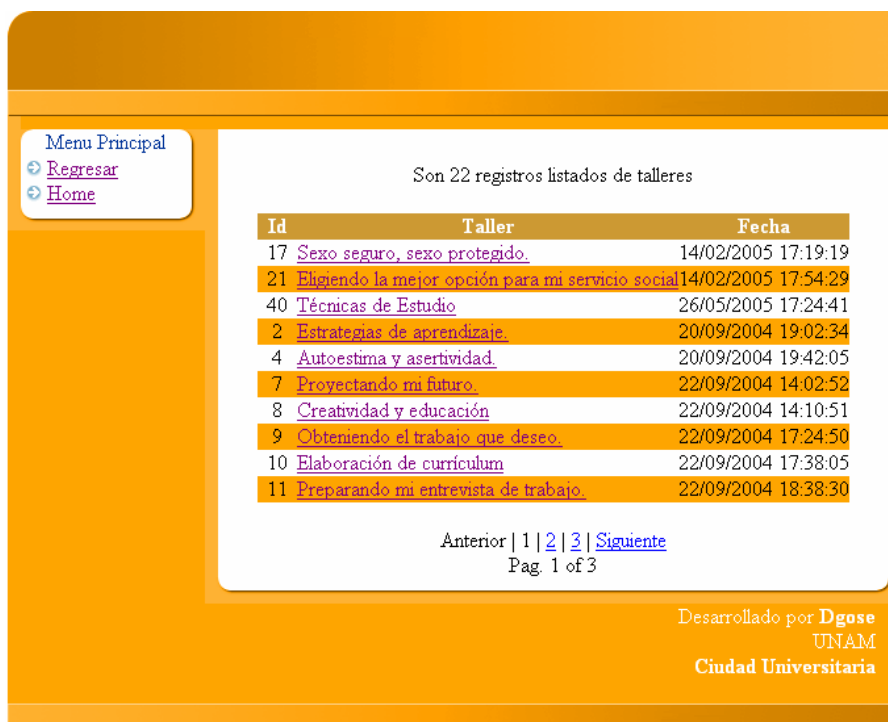 Menu Principal
Regresar
Home
Son 22 registros listados de talleres
Id Taller Fecha
17 Sexo seguro, sexo protegido. 14/02/2005 17:19:19
21 Eligiendo la mejor opción para mi servicio social 14/02/2005 17:54:29
40 Técnicas de Estudio 26/05/2005 17:24:41
2 Estrategias de aprendizaje. 20/09/2004 19:02:34
4 Autoestima y asertividad. 20/09/2004 19:42:05
7 Proyectando mi futuro. 22/09/2004 14:02:52
8 Creatividad y educación 22/09/2004 14:10:51
9 Obteniendo el trabajo que deseo. 22/09/2004 17:24:50
10 Elaboración de currículum 22/09/2004 17:38:05
11 Preparando mi entrevista de trabajo. 22/09/2004 18:38:30
Anterior | 1 | 2 | 3 | Siguiente
Pag. 1 of 3
Desarrollado por Dgose
UNAM
Ciudad Universitaria